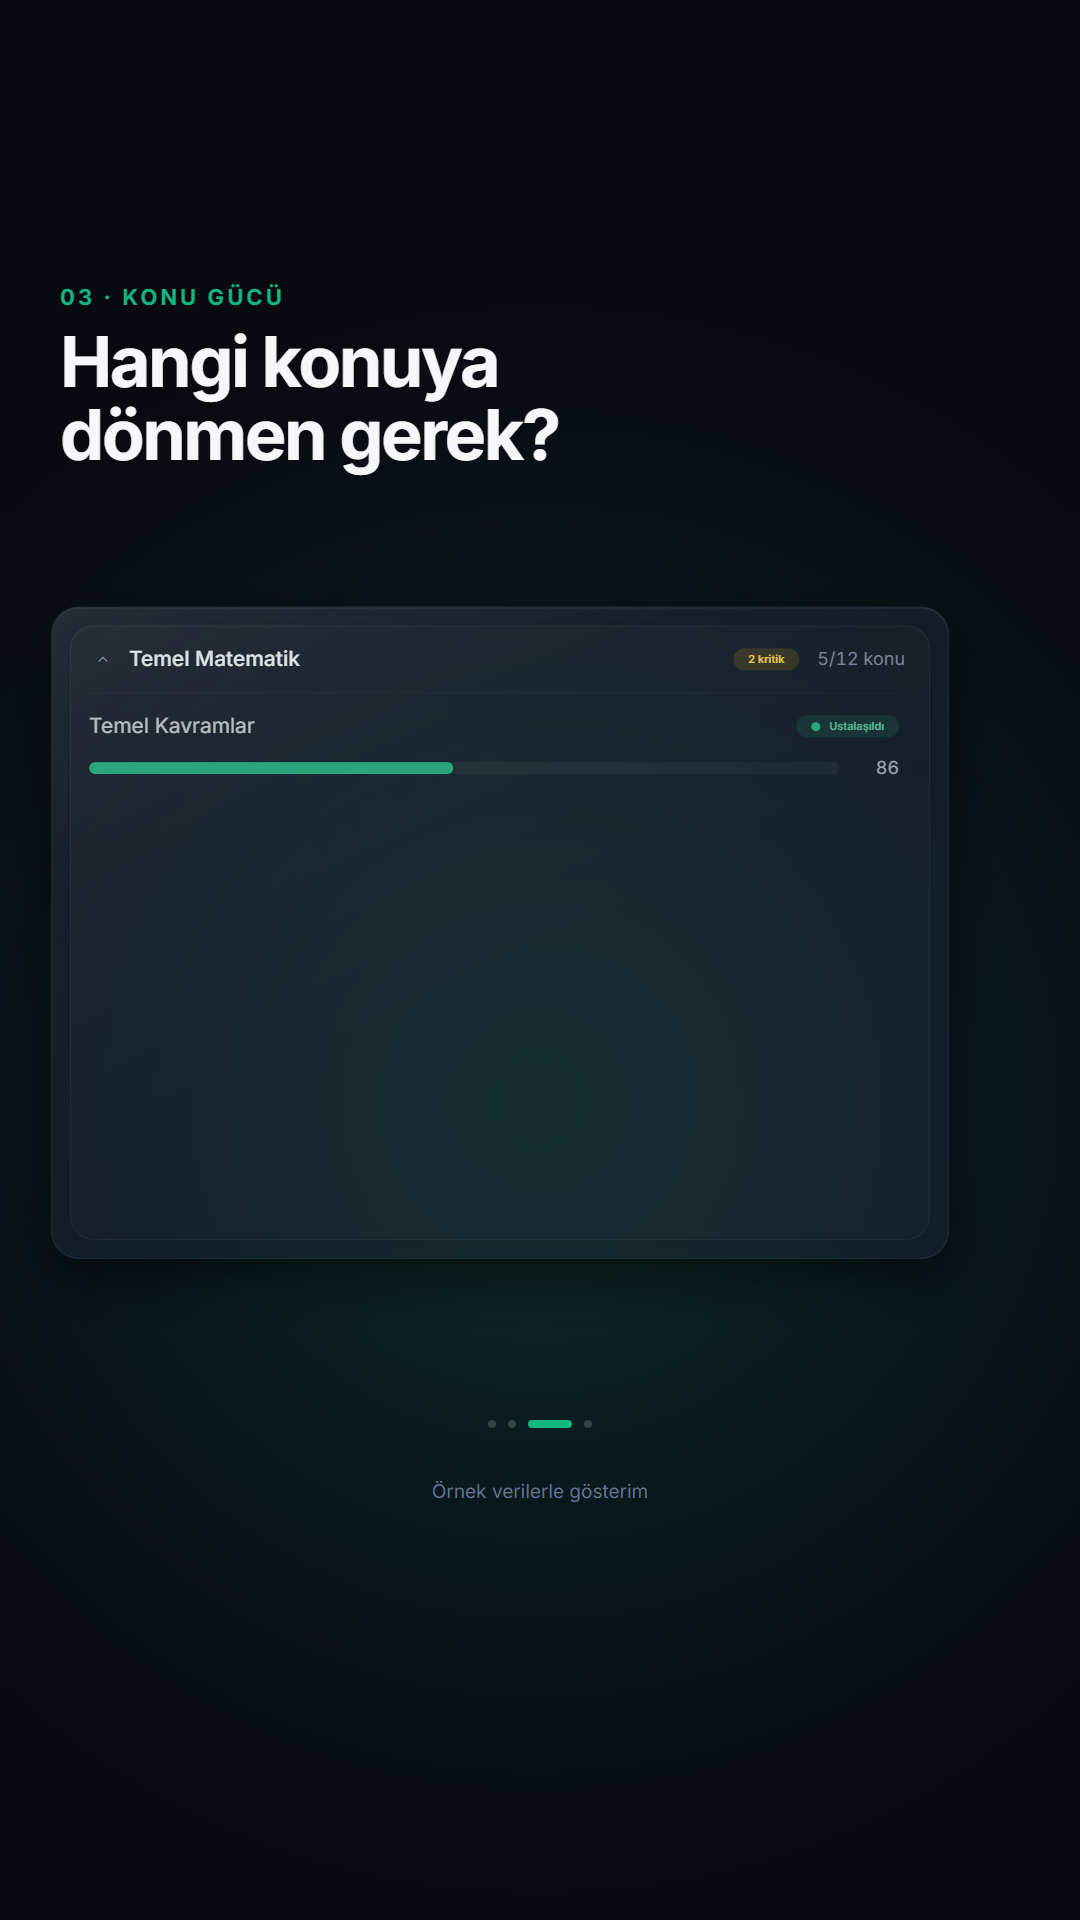 03 · KONU GÜCÜ
Hangi konuya
dönmen gerek?
Temel Matematik
2 kritik
5/12 konu
Temel Kavramlar
Ustalaşıldı
86
Örnek verilerle gösterim